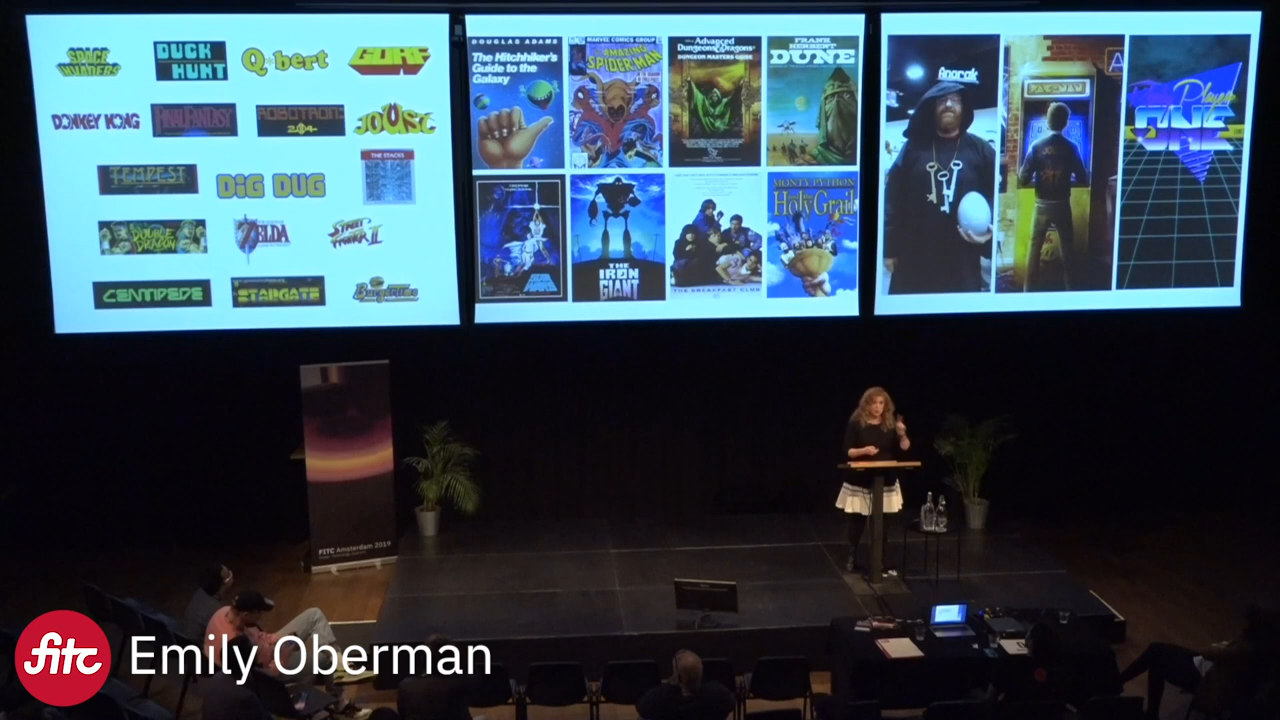 SPACE
INVADERS
DUCK
HUNT
Q*bert
GORF
DONKEY KONG
FINAL FANTASY
ROBOTRON:
2084
JOUST
TEMPEST
DIG DUG
THE STACKS
DOUBLE
DRAGON
ZELDA
STREET
FIGHTER II
CENTIPEDE
STARGATE
BurgerTime
DOUGLAS ADAMS
The Hitchhiker's
Guide to the
Galaxy
MARVEL COMICS GROUP
AMAZING
SPIDER-MAN
Advanced
Dungeons & Dragons
DUNGEON MASTERS GUIDE
FRANK
HERBERT
DUNE
STAR
WARS
THE
IRON
GIANT
THE BREAKFAST CLUB
MONTY PYTHON
Holy Grail
Anorak
PAC-MAN
A
Ready Player
ONE
FITC Amsterdam 2019
fitc
Emily Oberman